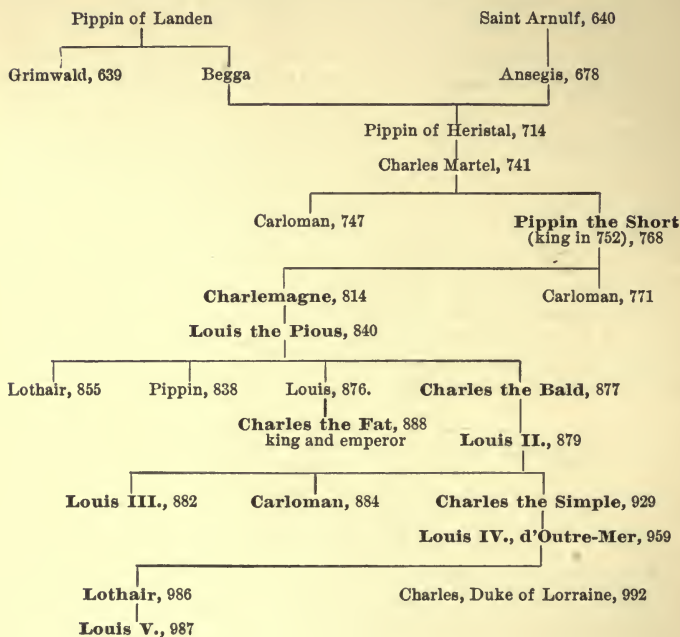 Pippin of Landen Saint Arnulf, 640
Grimwald, 639 Begga Ansegis, 678
Pippin of Heristal, 714
Charles Martel, 741
Carloman, 747 Pippin the Short
(king in 752), 768
Charlemagne, 814 Carloman, 771
Louis the Pious, 840
Lothair, 855 Pippin, 838 Louis, 876. Charles the Bald, 877
Charles the Fat, 888
king and emperor
Louis II., 879
Louis III., 882 Carloman, 884 Charles the Simple, 929
Louis IV., d'Outre-Mer, 959
Lothair, 986 Charles, Duke of Lorraine, 992
Louis V., 987